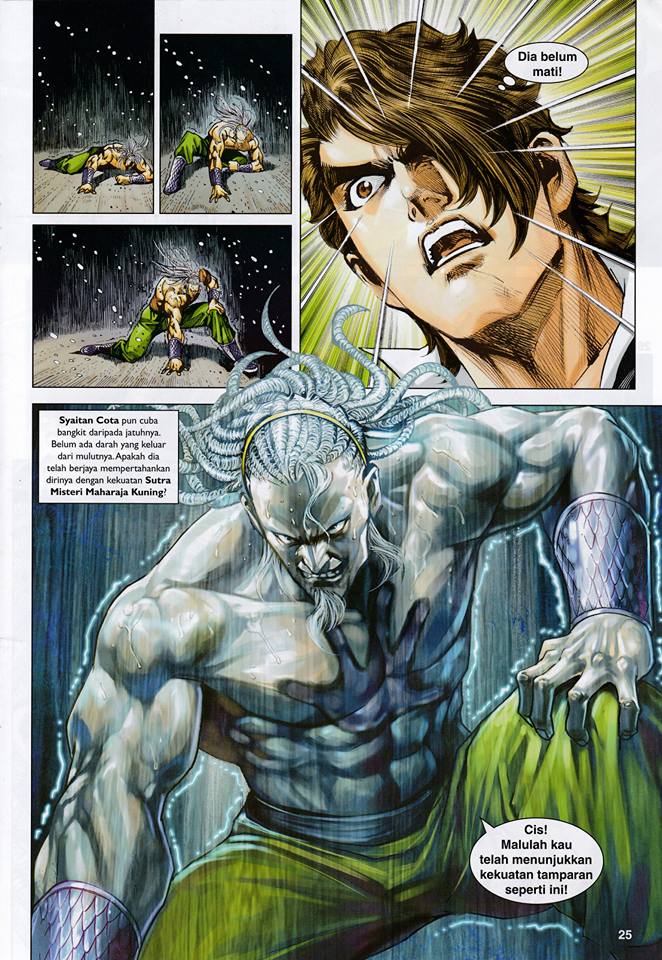 Dia belum
mati!
Syaitan Cota pun cuba
bangkit daripada jatuhnya.
Belum ada darah yang keluar
dari mulutnya. Apakah dia
telah berjaya mempertahankan
dirinya dengan kekuatan Sutra
Misteri Maharaja Kuning?
Cis!
Malulah kau
telah menunjukkan
kekuatan tamparan
seperti ini!
25